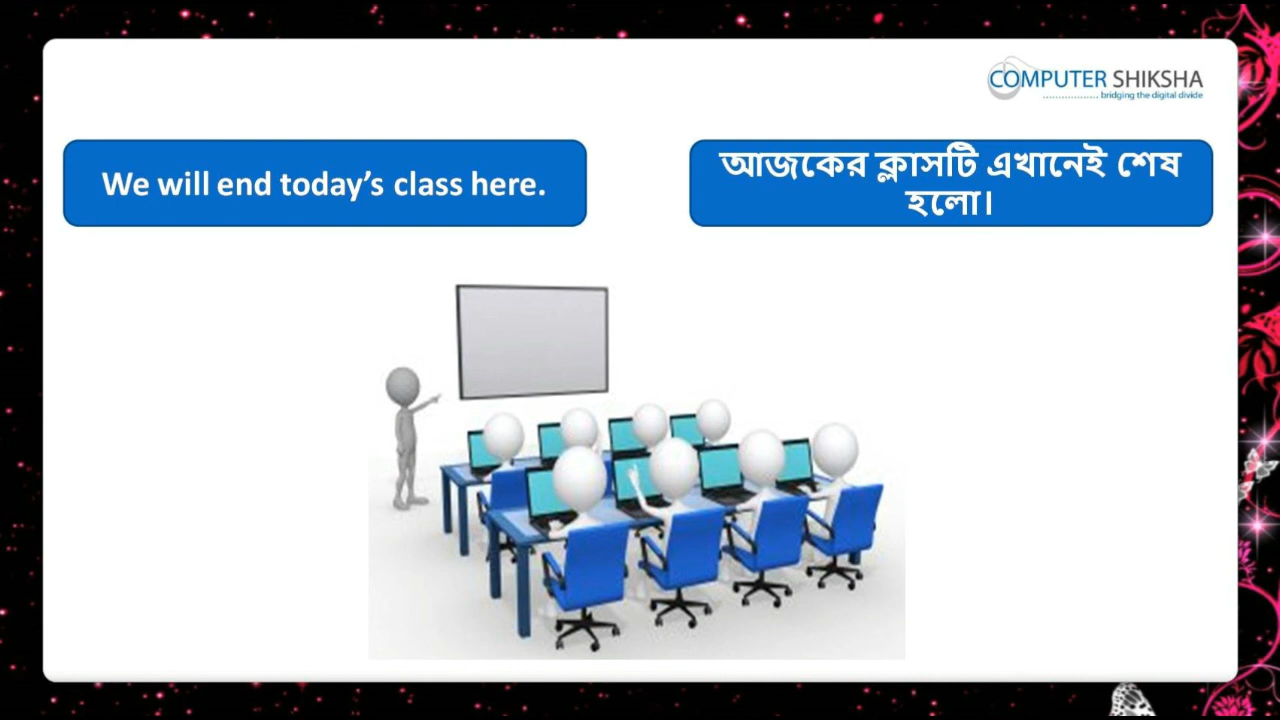 COMPUTER SHIKSHA
bridging the digital divide
We will end today’s class here.
আজকের ক্লাসটি এখানেই শেষ
হলো।